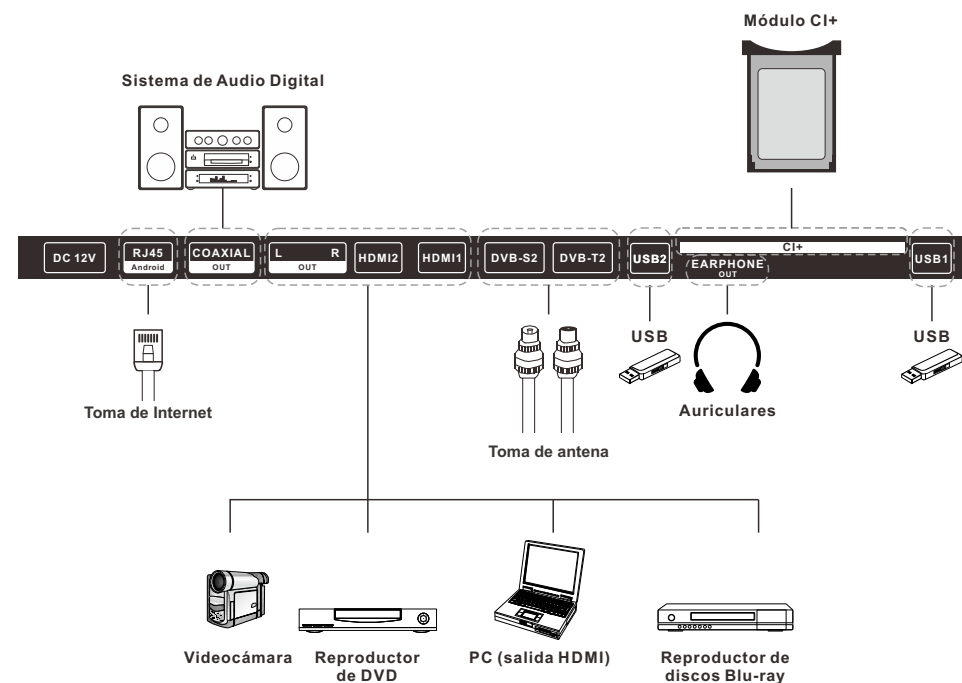 Módulo CI+
Sistema de Audio Digital
DC 12V
RJ45
Android
COAXIAL
OUT
L R
OUT
HDMI2
HDMI1
DVB-S2
DVB-T2
USB2
CI+
EARPHONE
OUT
USB1
Toma de Internet
Toma de antena
USB
Auriculares
USB
Videocámara
Reproductor
de DVD
PC (salida HDMI)
Reproductor de
discos Blu-ray